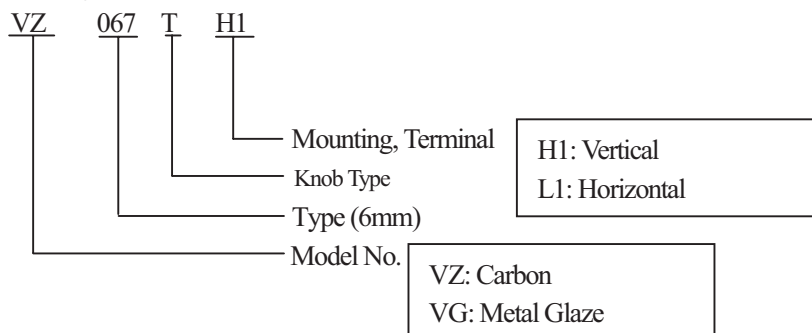 VZ 067 T H1
Mounting, Terminal
Knob Type
Type (6mm)
Model No.
H1: Vertical
L1: Horizontal
VZ: Carbon
VG: Metal Glaze